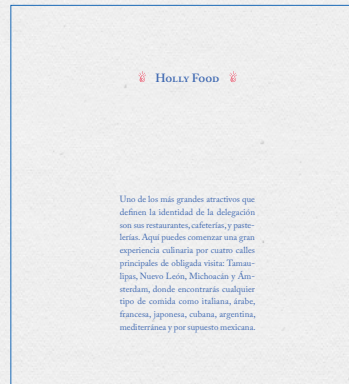 Holly Food
Uno de los más grandes atractivos que
definen la identidad de la delegación
son sus restaurantes, cafeterías, y paste-
lerías. Aquí puedes comenzar una gran
experiencia culinaria por cuatro calles
principales de obligada visita: Tamau-
lipas, Nuevo León, Michoacán y Ám-
sterdam, donde encontrarás cualquier
tipo de comida como italiana, árabe,
francesa, japonesa, cubana, argentina,
mediterránea y por supuesto mexicana.